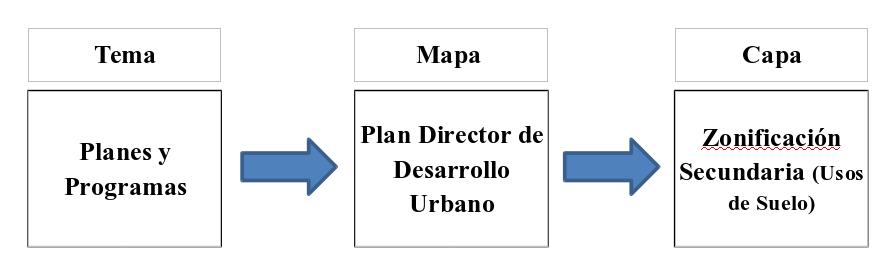 Tema
Mapa
Capa
Planes y
Programas
Plan Director de
Desarrollo
Urbano
Zonificación
Secundaria (Usos
de Suelo)